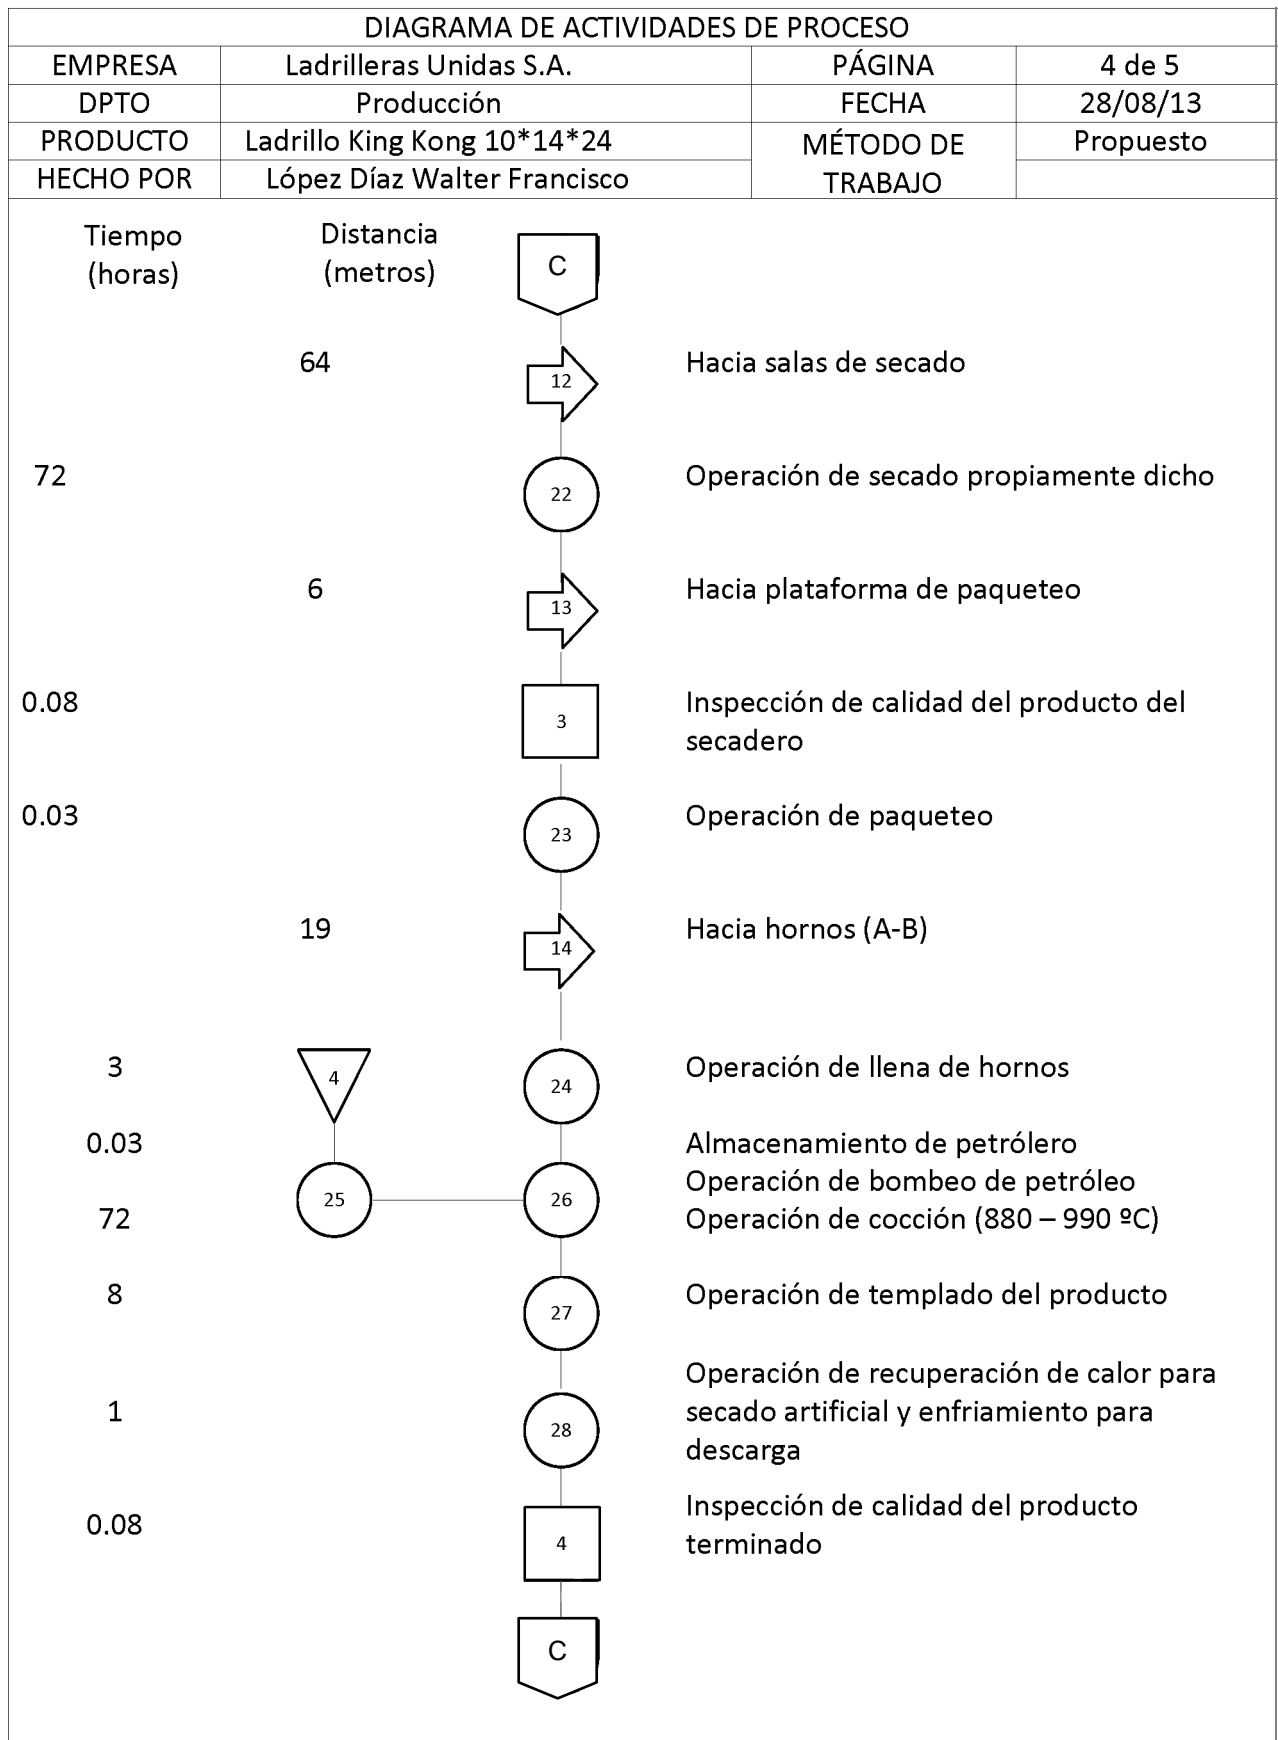 DIAGRAMA DE ACTIVIDADES DE PROCESO
EMPRESA Ladrilleras Unidas S.A. PÁGINA 4 de 5
DPTO Producción FECHA 28/08/13
PRODUCTO Ladrillo King Kong 10*14*24 MÉTODO DE TRABAJO Propuesto
HECHO POR López Díaz Walter Francisco
Tiempo (horas) Distancia (metros) C
64 12 Hacia salas de secado
72 22 Operación de secado propiamente dicho
6 13 Hacia plataforma de paqueteo
0.08 3 Inspección de calidad del producto del
secadero
0.03 23 Operación de paqueteo
19 14 Hacia hornos (A-B)
3 4 24 Operación de llena de hornos
0.03 Almacenamiento de petrólero
25 26 Operación de bombeo de petróleo
72 Operación de cocción (880 – 990 ºC)
8 27 Operación de templado del producto
Operación de recuperación de calor para
1 28 secado artificial y enfriamiento para
descarga
0.08 4 Inspección de calidad del producto
terminado
C